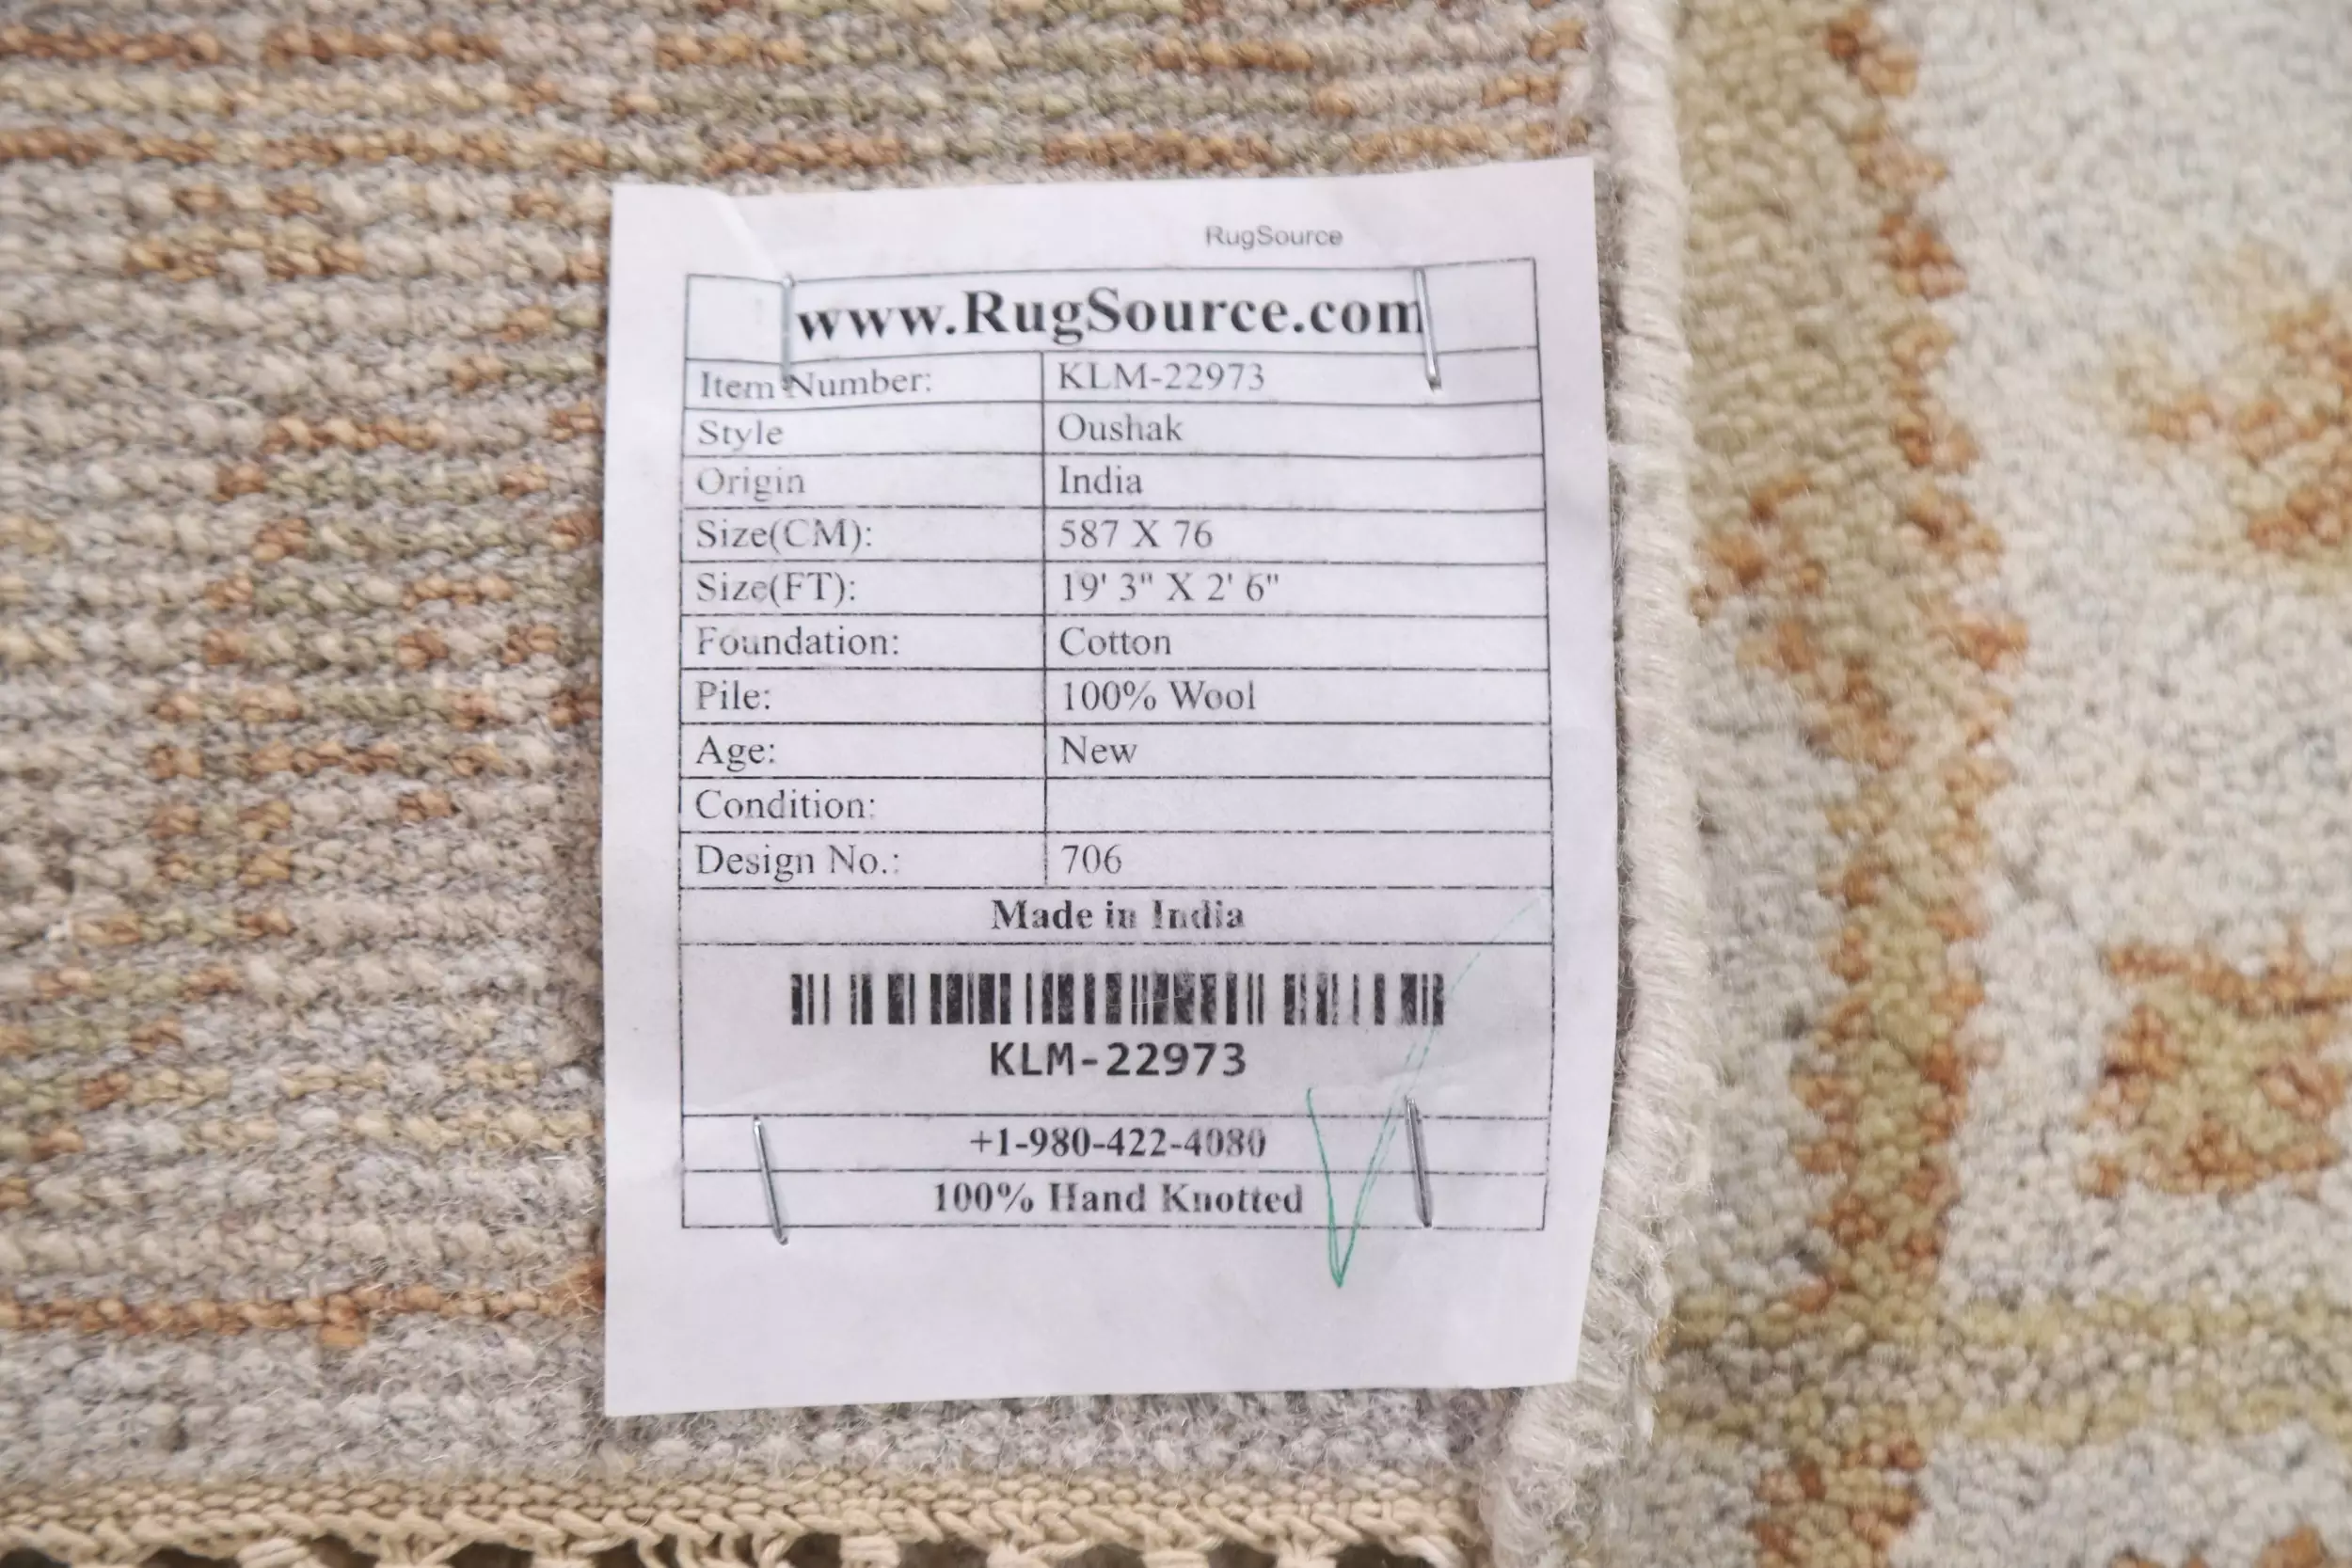 RugSource
www.RugSource.com
Item Number: KLM-22973
Style Oushak
Origin India
Size(CM): 587 X 76
Size(FT): 19' 3" X 2' 6"
Foundation: Cotton
Pile: 100% Wool
Age: New
Condition:
Design No.: 706
Made in India
KLM-22973
+1-980-422-4080
100% Hand Knotted